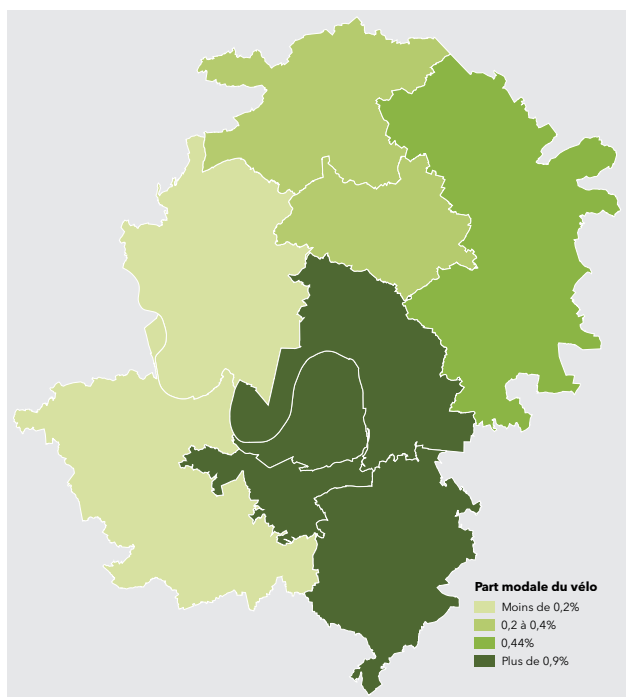 Part modale du vélo
Moins de 0,2%
0,2 à 0,4%
0,44%
Plus de 0,9%